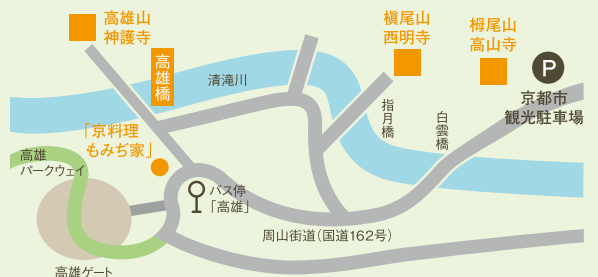 高雄山
神護寺
高雄橋
清滝川
槇尾山
西明寺
栂尾山
高山寺
P
京都市
観光駐車場
指月橋
白雲橋
「京料理
もみぢ家」
高雄
パークウェイ
バス停
「高雄」
周山街道(国道162号)
高雄ゲート